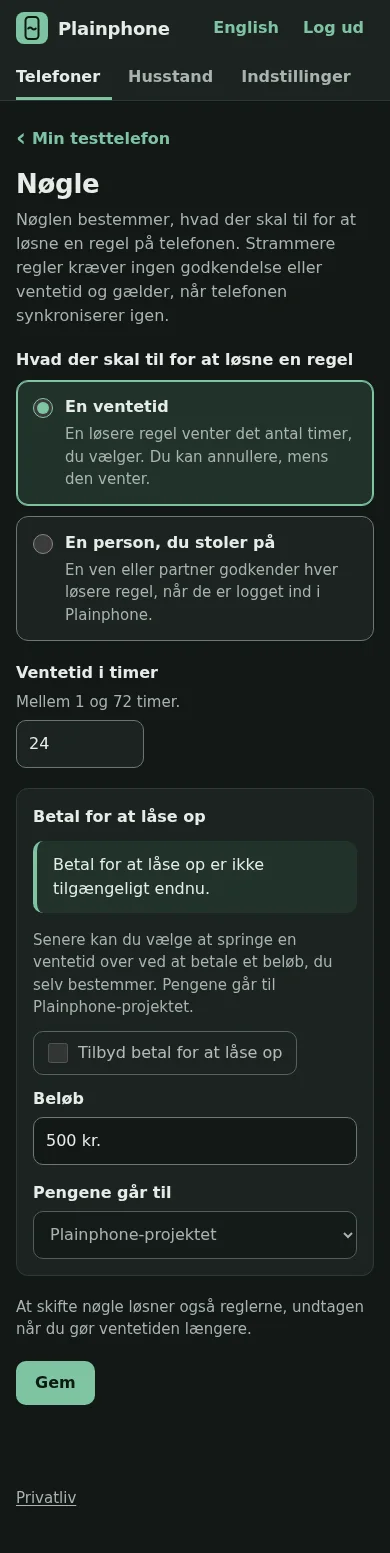 Plainphone
English
Log ud
Telefoner
Husstand
Indstillinger
‹ Min testtelefon
Nøgle
Nøglen bestemmer, hvad der skal til for at
løsne en regel på telefonen. Strammere
regler kræver ingen godkendelse eller
ventetid og gælder, når telefonen
synkroniserer igen.
Hvad der skal til for at løsne en regel
En ventetid
En løsere regel venter det antal timer,
du vælger. Du kan annullere, mens
den venter.
En person, du stoler på
En ven eller partner godkender hver
løsere regel, når de er logget ind i
Plainphone.
Ventetid i timer
Mellem 1 og 72 timer.
24
Betal for at låse op
Betal for at låse op er ikke
tilgængeligt endnu.
Senere kan du vælge at springe en
ventetid over ved at betale et beløb, du
selv bestemmer. Pengene går til
Plainphone-projektet.
Tilbyd betal for at låse op
Beløb
500 kr.
Pengene går til
Plainphone-projektet
At skifte nøgle løsner også reglerne, undtagen
når du gør ventetiden længere.
Gem
Privatliv